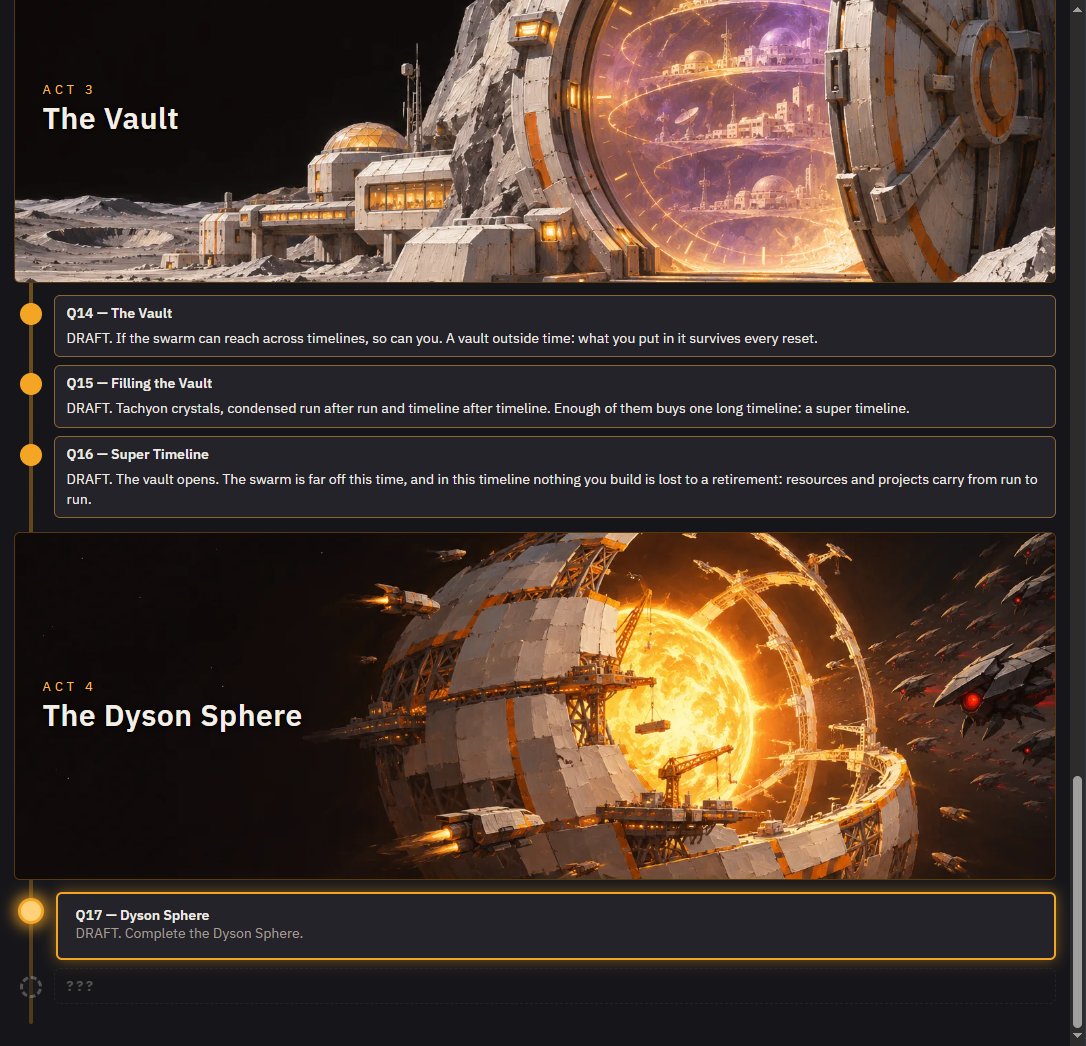 ACT 3
The Vault
Q14 — The Vault
DRAFT. If the swarm can reach across timelines, so can you. A vault outside time: what you put in it survives every reset.
Q15 — Filling the Vault
DRAFT. Tachyon crystals, condensed run after run and timeline after timeline. Enough of them buys one long timeline: a super timeline.
Q16 — Super Timeline
DRAFT. The vault opens. The swarm is far off this time, and in this timeline nothing you build is lost to a retirement: resources and projects carry from run to
run.
ACT 4
The Dyson Sphere
Q17 — Dyson Sphere
DRAFT. Complete the Dyson Sphere.
???